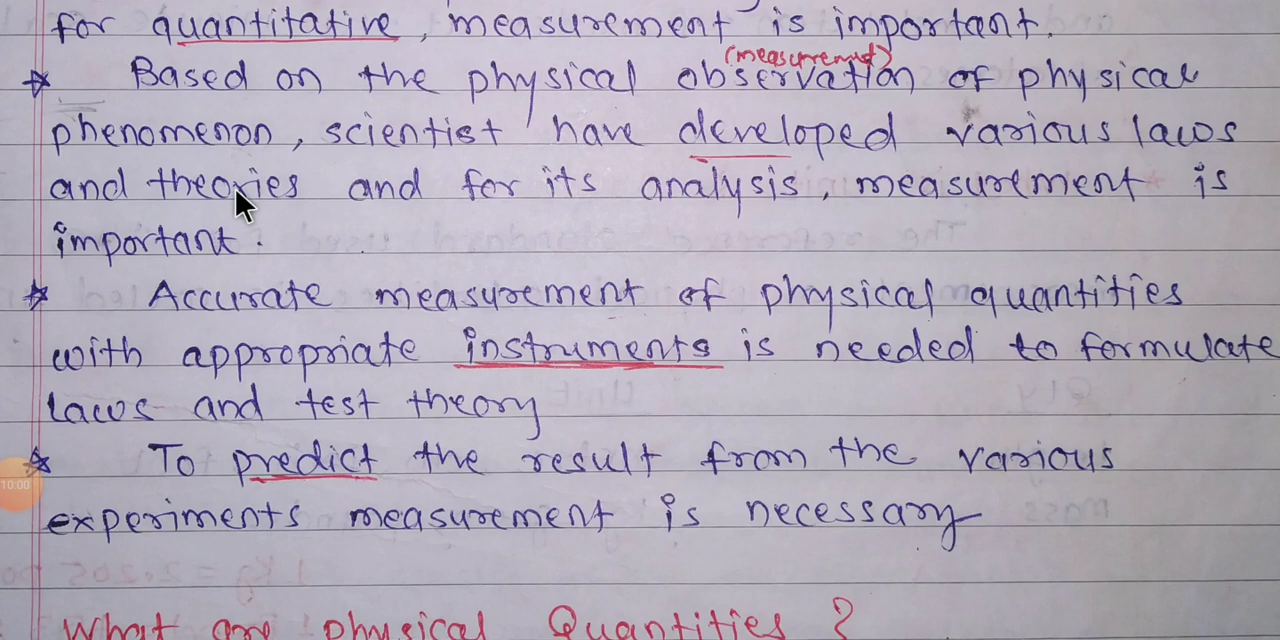 for quantitative, measurement is important.
(measurement)
* Based on the physical observation of physical
phenomenon, scientist have developed various laws
and theories and for its analysis, measurement is
important.
* Accurate measurement of physical quantities
with appropriate instruments is needed to formulate
laws and test theory
* To predict the result from the various
10:00
experiments measurement is necessary
What are physical Quantities ?